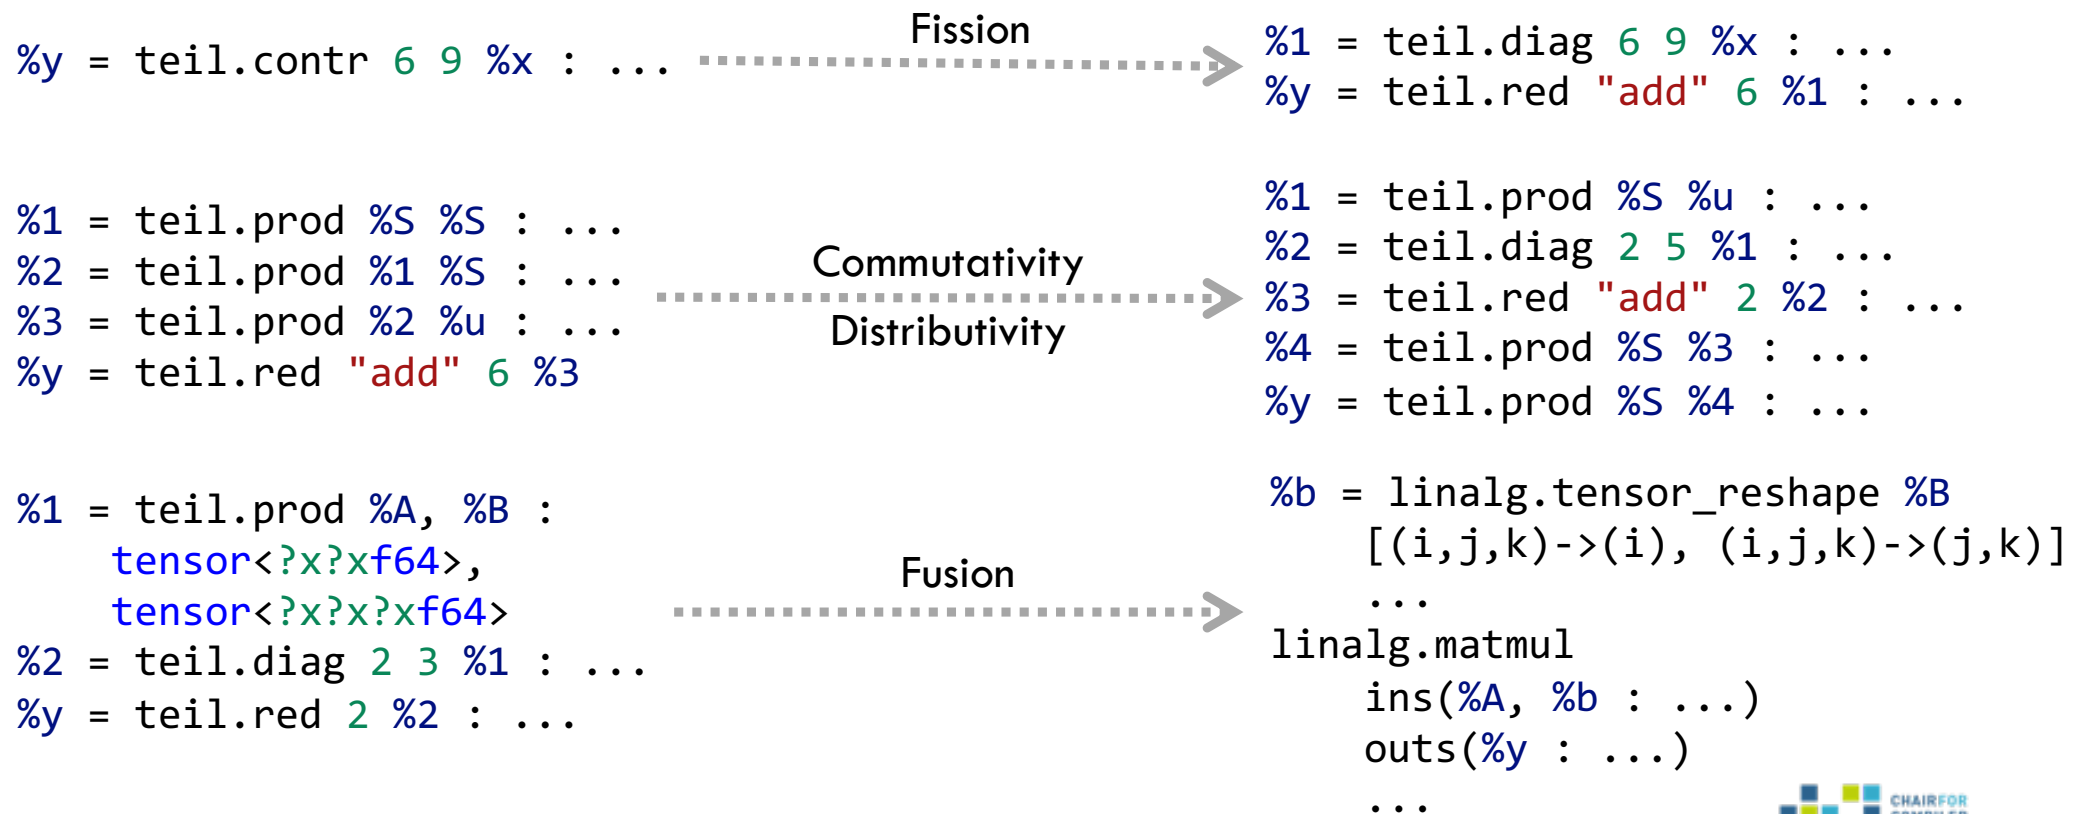 %y = teil.contr 6 9 %x : ...
Fission
%1 = teil.diag 6 9 %x : ...
%y = teil.red "add" 6 %1 : ...
%1 = teil.prod %S %S : ...
%2 = teil.prod %1 %S : ...
%3 = teil.prod %2 %u : ...
%y = teil.red "add" 6 %3
Commutativity
Distributivity
%1 = teil.prod %S %u : ...
%2 = teil.diag 2 5 %1 : ...
%3 = teil.red "add" 2 %2 : ...
%4 = teil.prod %S %3 : ...
%y = teil.prod %S %4 : ...
%1 = teil.prod %A, %B :
tensor<?x?xf64>,
tensor<?x?x?xf64>
%2 = teil.diag 2 3 %1 : ...
%y = teil.red 2 %2 : ...
Fusion
%b = linalg.tensor_reshape %B
[(i,j,k)->(i), (i,j,k)->(j,k)]
...
linalg.matmul
ins(%A, %b : ...)
outs(%y : ...)
...
CHAIR FOR